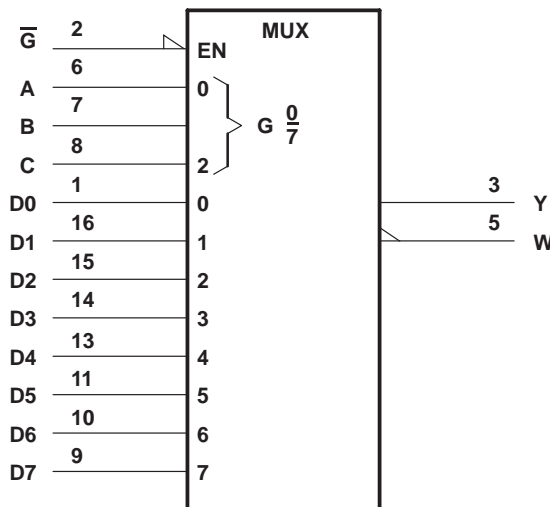 MUX
G̅ 2 EN
A 6 0
B 7 G 0/7
C 8 2
D0 1 0 3 Y
D1 16 1 5 W
D2 15 2
D3 14 3
D4 13 4
D5 11 5
D6 10 6
D7 9 7